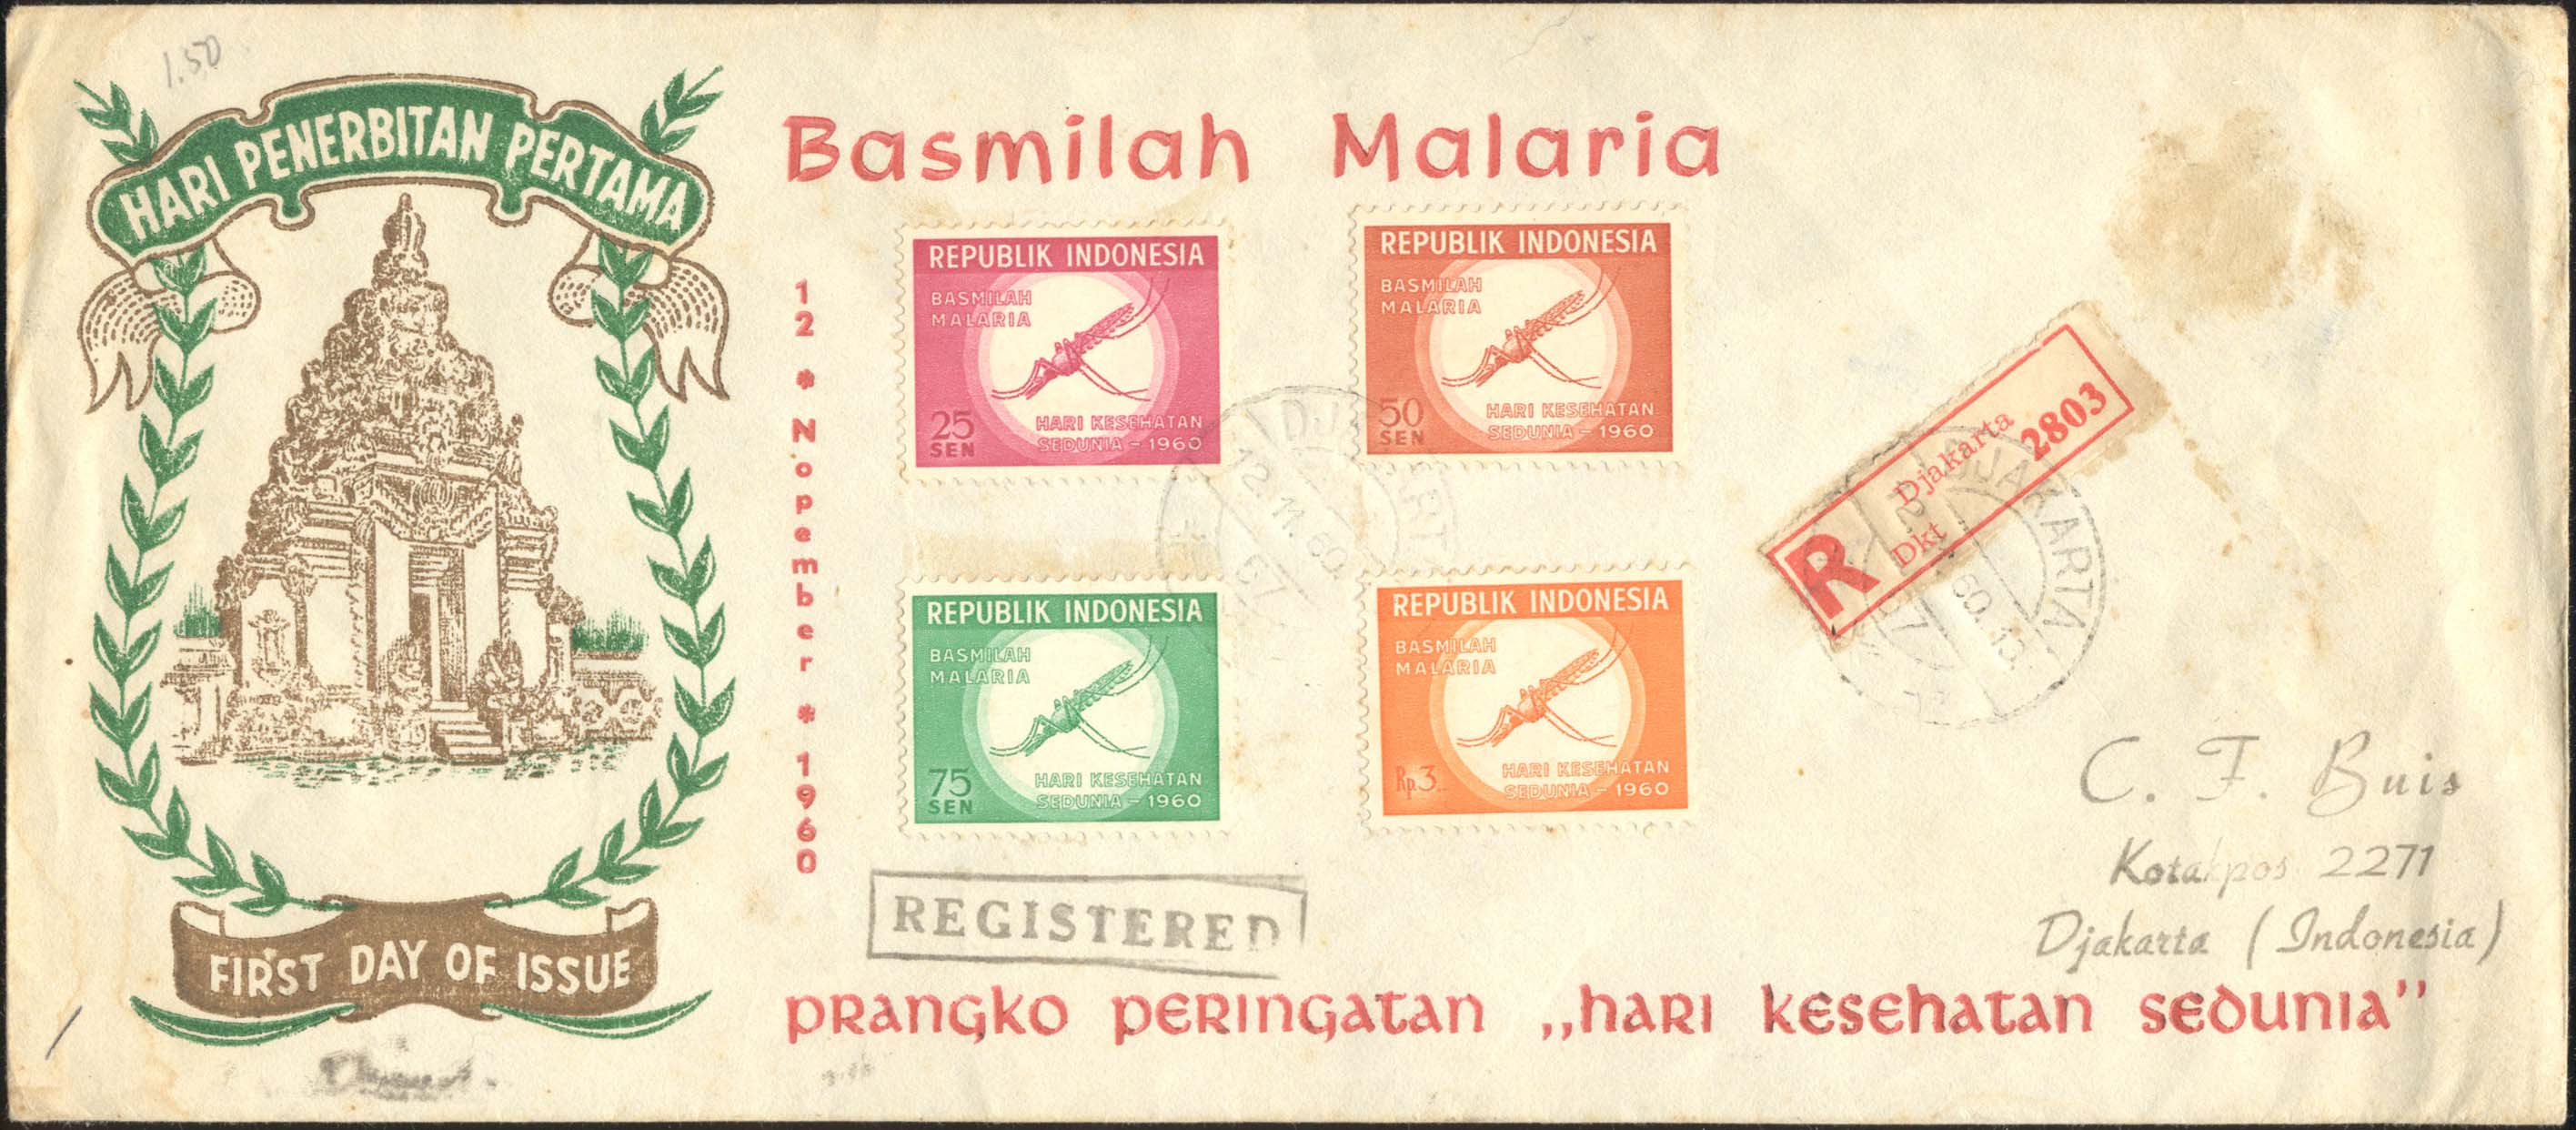 1.50
HARI PENERBITAN PERTAMA
FIRST DAY OF ISSUE
Basmilah Malaria
12 * Nopember * 1960
REPUBLIK INDONESIA
BASMILAH
MALARIA
25
SEN
HARI KESEHATAN
SEDUNIA - 1960
REPUBLIK INDONESIA
BASMILAH
MALARIA
50
SEN
HARI KESEHATAN
SEDUNIA - 1960
REPUBLIK INDONESIA
BASMILAH
MALARIA
75
SEN
HARI KESEHATAN
SEDUNIA - 1960
REPUBLIK INDONESIA
BASMILAH
MALARIA
Rp.3.-
HARI KESEHATAN
SEDUNIA - 1960
12.11.60.
R
Djakarta
Dkt
2803
DJAKARTA
C. F. Buis
Kotakpos 2271
Djakarta (Indonesia)
REGISTERED
PRANGKO PERINGATAN „HARI KESEHATAN SEDUNIA"